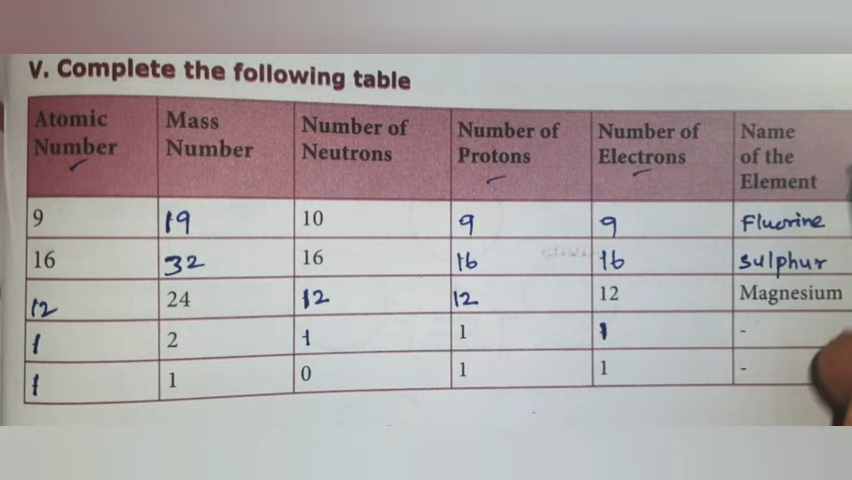 V. Complete the following table
Atomic Number | Mass Number | Number of Neutrons | Number of Protons | Number of Electrons | Name of the Element
9 | 19 | 10 | 9 | 9 | Fluorine
16 | 32 | 16 | 16 | 16 | Sulphur
12 | 24 | 12 | 12 | 12 | Magnesium
1 | 2 | 1 | 1 | 1 | -
1 | 1 | 0 | 1 | 1 | -